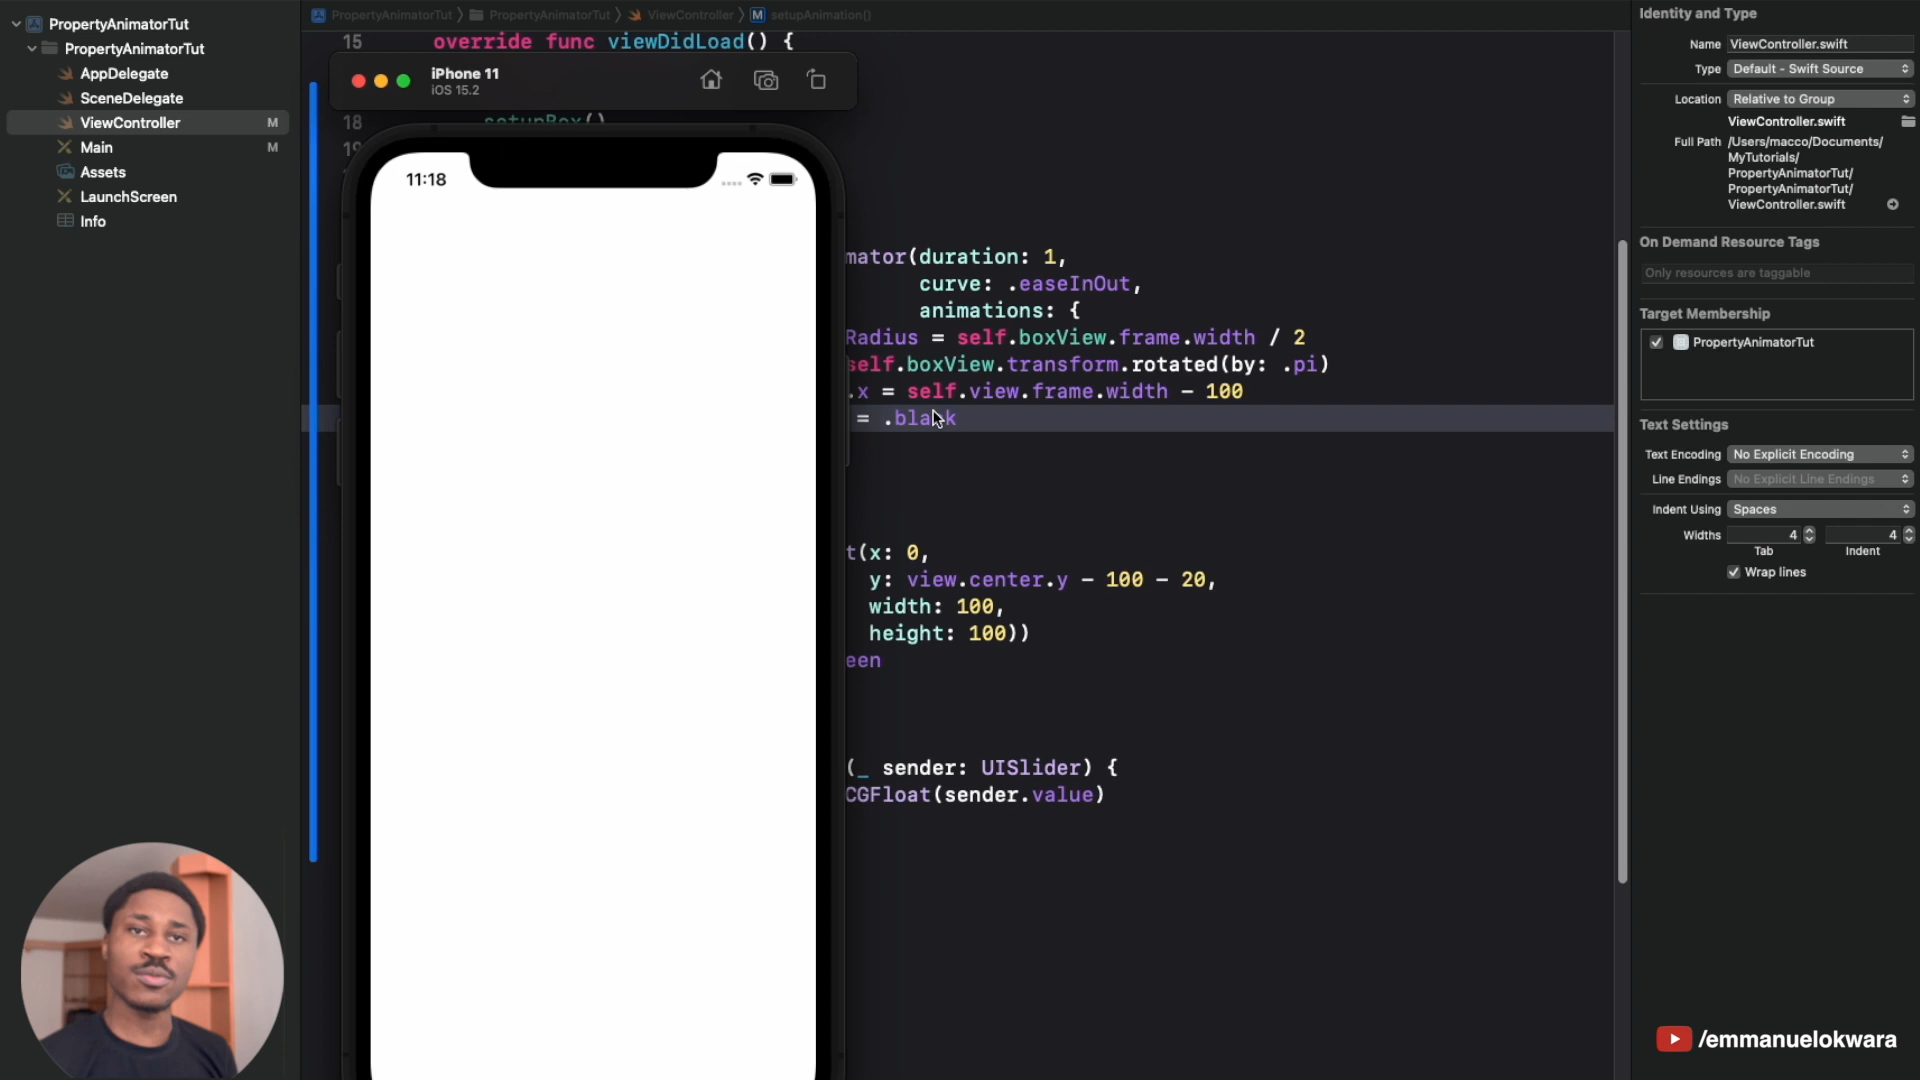 PropertyAnimatorTut
PropertyAnimatorTut
AppDelegate
SceneDelegate
ViewController M
Main M
Assets
LaunchScreen
Info
PropertyAnimatorTut PropertyAnimatorTut ViewController M setupAnimation()
15 override func viewDidLoad() {
iPhone 11
iOS 15.2
18 setupBox()
19
11:18
mator(duration: 1,
curve: .easeInOut,
animations: {
Radius = self.boxView.frame.width / 2
self.boxView.transform.rotated(by: .pi)
.x = self.view.frame.width - 100
= .black
t(x: 0,
y: view.center.y - 100 - 20,
width: 100,
height: 100))
een
(_ sender: UISlider) {
CGFloat(sender.value)
Identity and Type
Name ViewController.swift
Type Default - Swift Source
Location Relative to Group
ViewController.swift
Full Path /Users/macco/Documents/
MyTutorials/
PropertyAnimatorTut/
PropertyAnimatorTut/
ViewController.swift
On Demand Resource Tags
Only resources are taggable
Target Membership
PropertyAnimatorTut
Text Settings
Text Encoding No Explicit Encoding
Line Endings No Explicit Line Endings
Indent Using Spaces
Widths 4 4
Tab Indent
Wrap lines
/emmanuelokwara